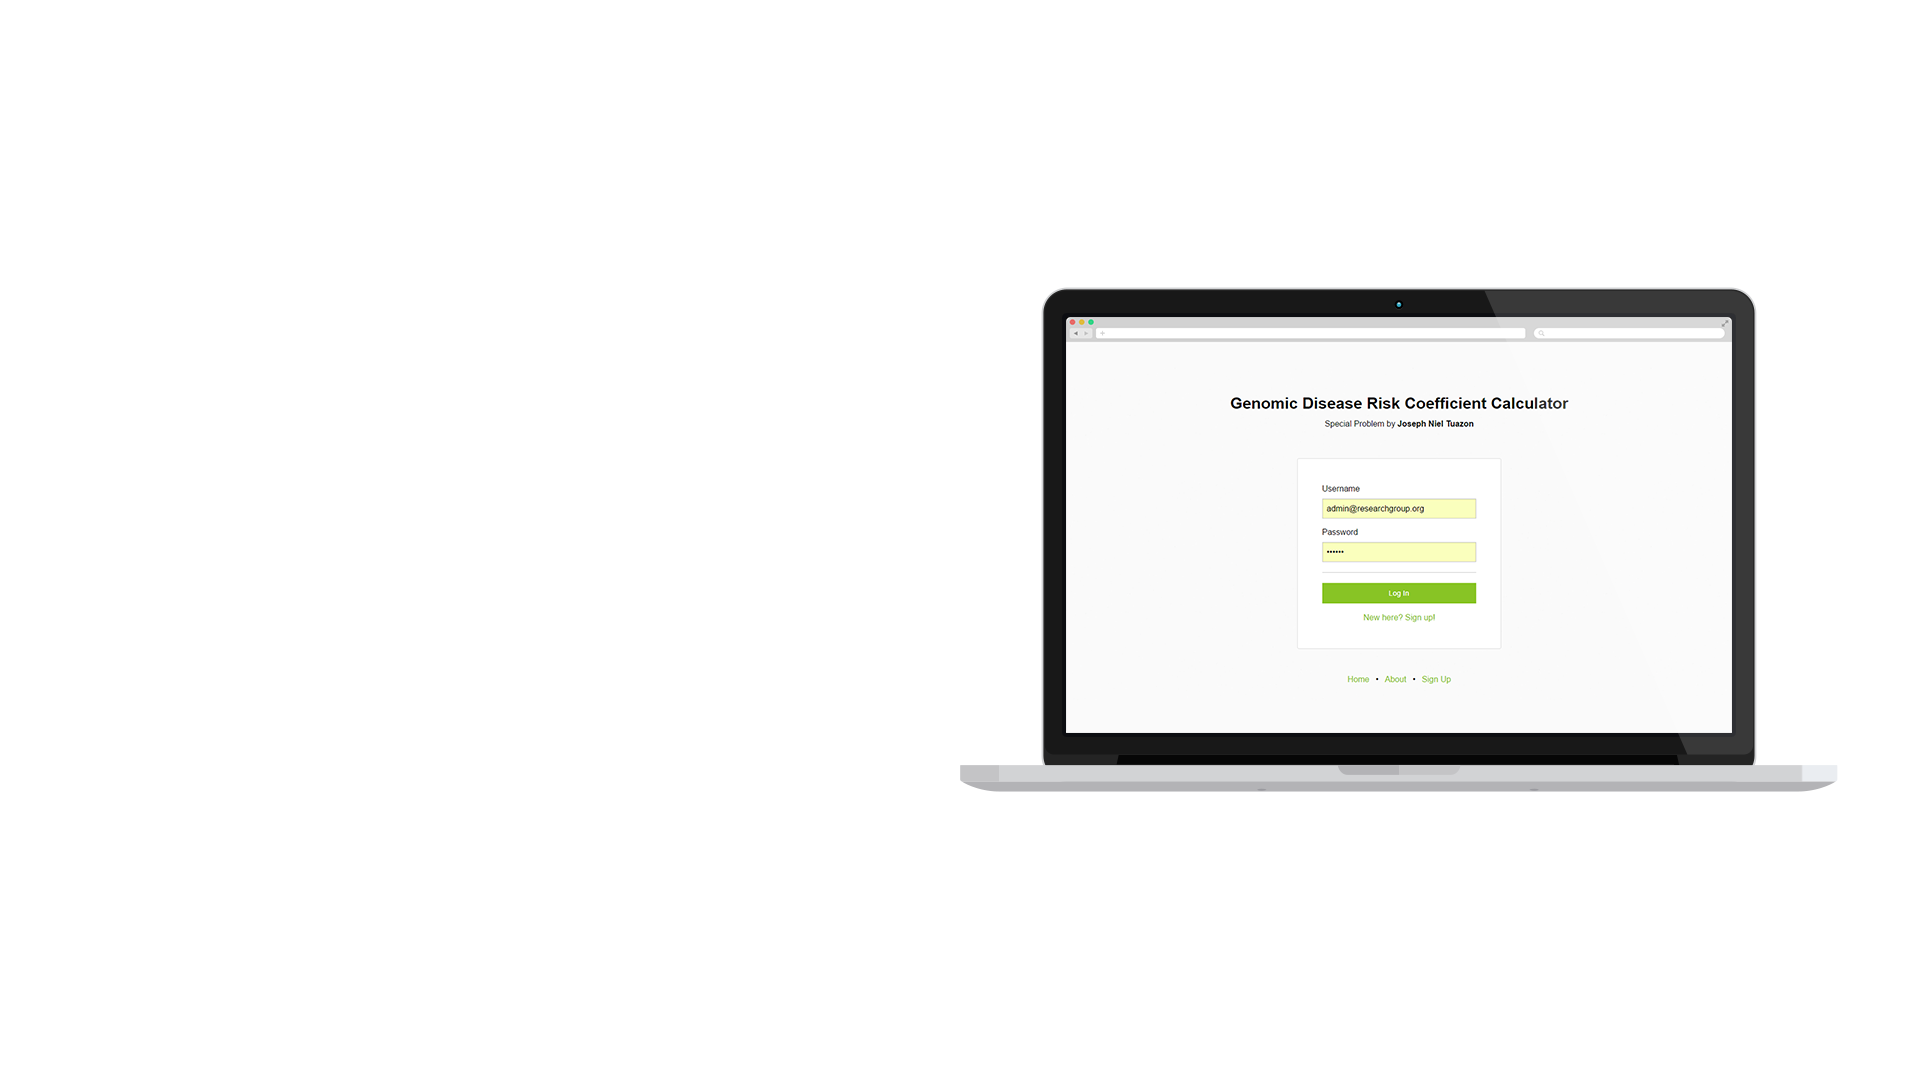 Genomic Disease Risk Coefficient Calculator
Special Problem by Joseph Niel Tuazon
Username
admin@researchgroup.org
Password
••••••
Log In
New here? Sign up!
Home • About • Sign Up